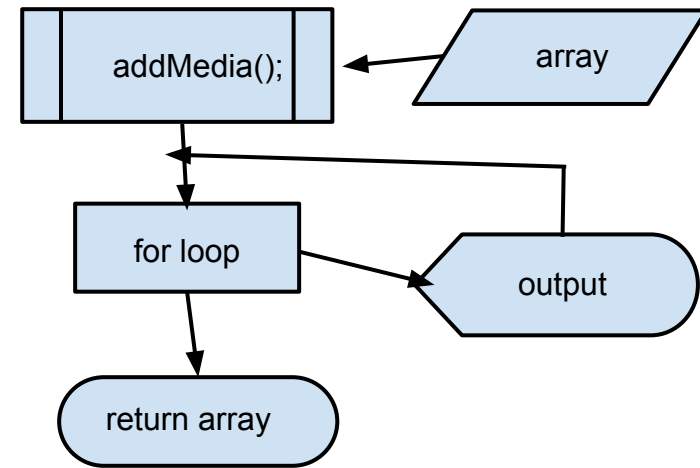 addMedia();
array
for loop
output
return array